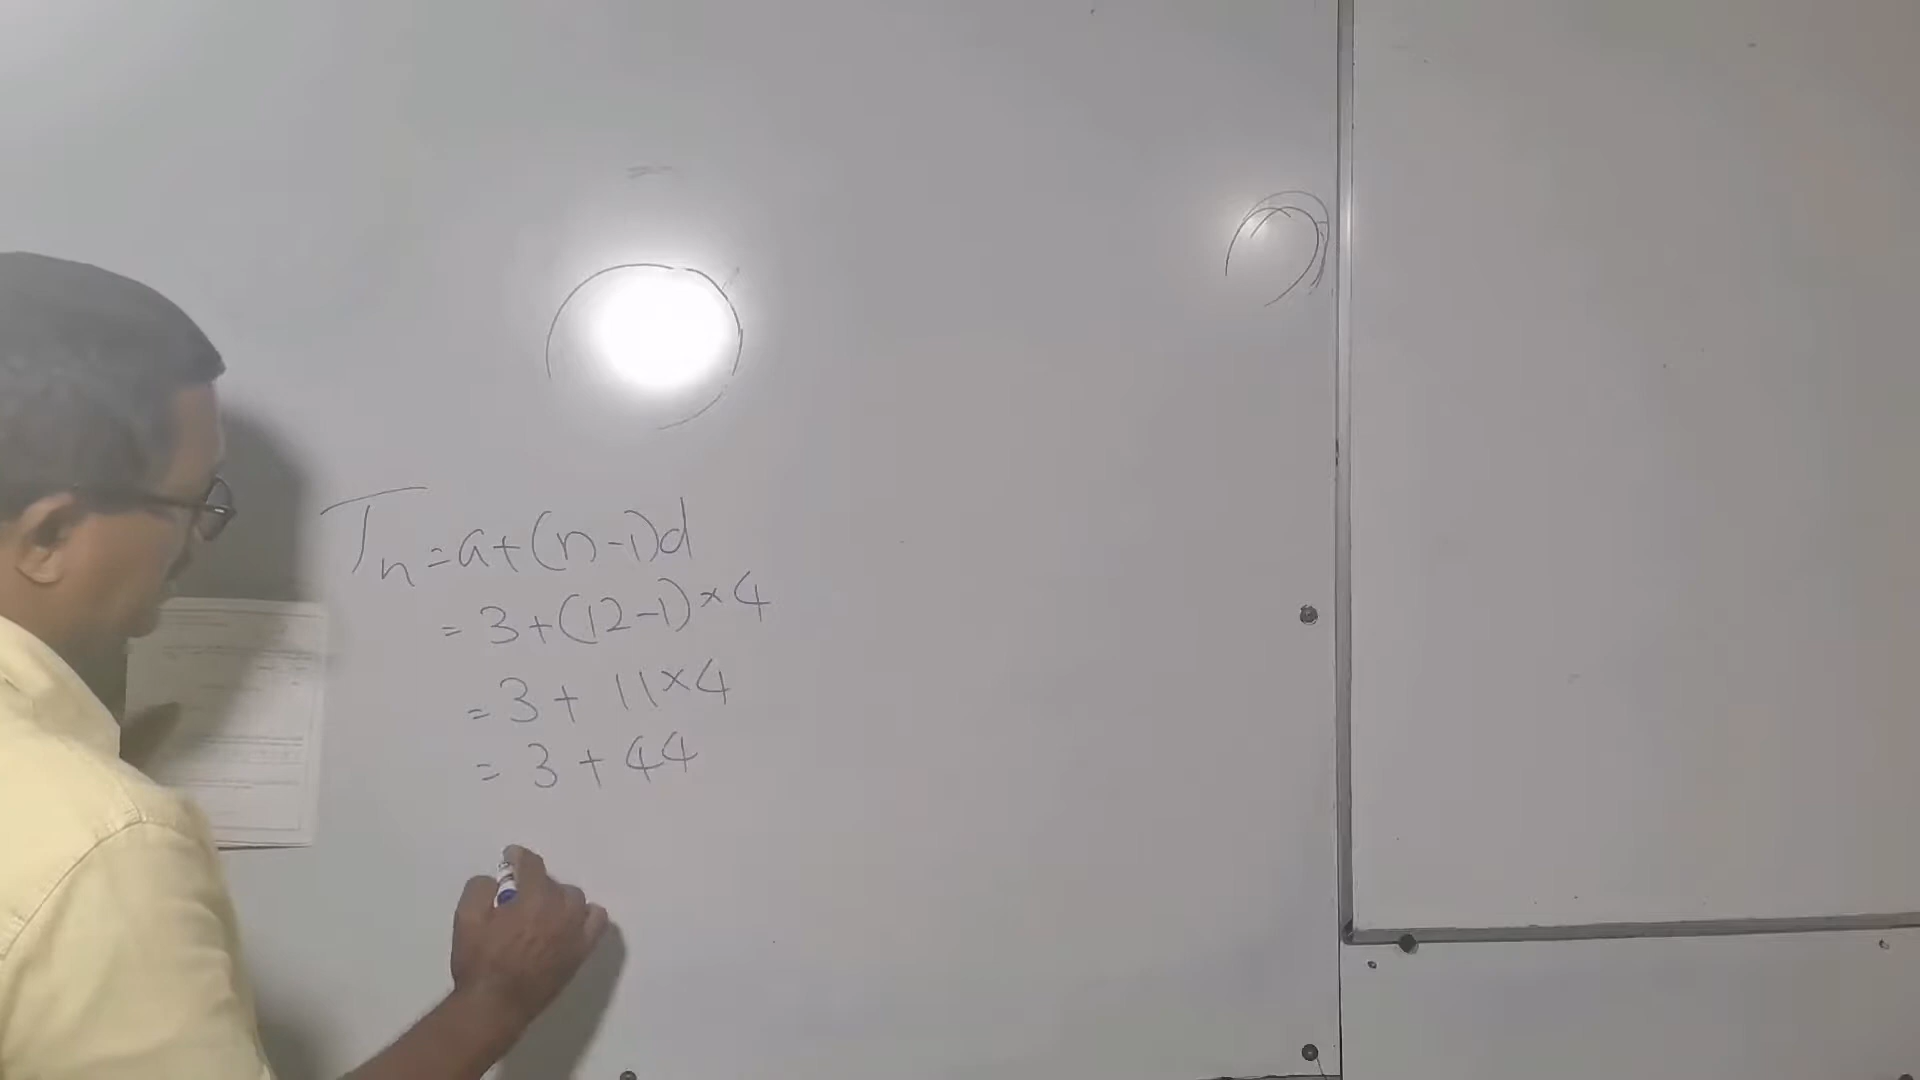 Tn = a+(n-1)d
= 3+(12-1)×4
= 3+ 11×4
= 3+44